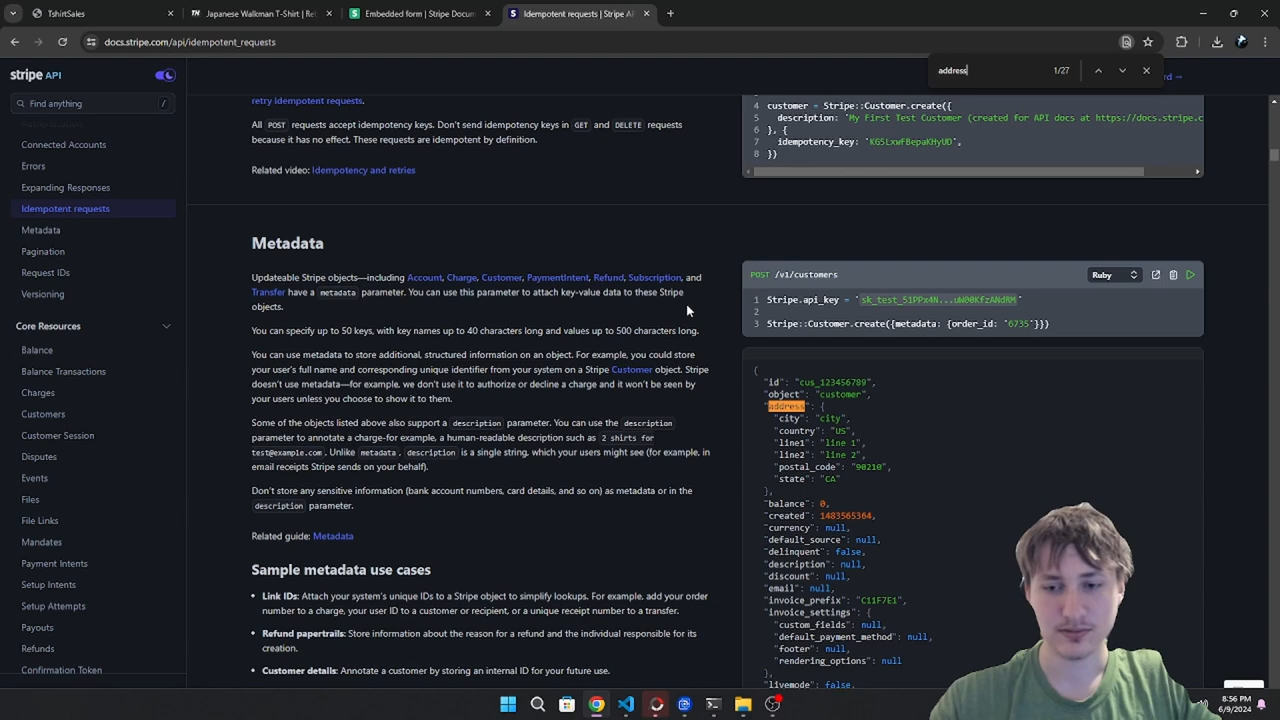 TshirtSales
Japanese Walkman T-Shirt | Re
Embedded form | Stripe Docum
Idempotent requests | Stripe AP
docs.stripe.com/api/idempotent_requests
address
1/27
stripe API
Find anything
/
Connected Accounts
Errors
Expanding Responses
Idempotent requests
Metadata
Pagination
Request IDs
Versioning
Core Resources
Balance
Balance Transactions
Charges
Customers
Customer Session
Disputes
Events
Files
File Links
Mandates
Payment Intents
Setup Intents
Setup Attempts
Payouts
Refunds
Confirmation Token
retry idempotent requests.
All POST requests accept idempotency keys. Don't send idempotency keys in GET and DELETE requests
because it has no effect. These requests are idempotent by definition.
Related video: Idempotency and retries
4 customer = Stripe::Customer.create({
5 description: 'My First Test Customer (created for API docs at https://docs.stripe.c
6 }, {
7 idempotency_key: 'KG5LxwFBepaKHyUD',
8 })
Metadata
Updateable Stripe objects—including Account, Charge, Customer, PaymentIntent, Refund, Subscription, and
Transfer have a metadata parameter. You can use this parameter to attach key-value data to these Stripe
objects.
You can specify up to 50 keys, with key names up to 40 characters long and values up to 500 characters long.
You can use metadata to store additional, structured information on an object. For example, you could store
your user's full name and corresponding unique identifier from your system on a Stripe Customer object. Stripe
doesn't use metadata—for example, we don't use it to authorize or decline a charge and it won't be seen by
your users unless you choose to show it to them.
Some of the objects listed above also support a description parameter. You can use the description
parameter to annotate a charge-for example, a human-readable description such as 2 shirts for
test@example.com. Unlike metadata, description is a single string, which your users might see (for example, in
email receipts Stripe sends on your behalf).
Don't store any sensitive information (bank account numbers, card details, and so on) as metadata or in the
description parameter.
Related guide: Metadata
Sample metadata use cases
• Link IDs: Attach your system's unique IDs to a Stripe object to simplify lookups. For example, add your order
number to a charge, your user ID to a customer or recipient, or a unique receipt number to a transfer.
• Refund papertrails: Store information about the reason for a refund and the individual responsible for its
creation.
• Customer details: Annotate a customer by storing an internal ID for your future use.
POST /v1/customers
Ruby
1 Stripe.api_key = 'sk_test_51PPx4N...uW00KfzANdRM'
2
3 Stripe::Customer.create({metadata: {order_id: '6735'}})
{
"id": "cus_123456789",
"object": "customer",
"address": {
"city": "city",
"country": "US",
"line1": "line 1",
"line2": "line 2",
"postal_code": "90210",
"state": "CA"
},
"balance": 0,
"created": 1483565364,
"currency": null,
"default_source": null,
"delinquent": false,
"description": null,
"discount": null,
"email": null,
"invoice_prefix": "C11F7E1",
"invoice_settings": {
"custom_fields": null,
"default_payment_method": null,
"footer": null,
"rendering_options": null
},
"livemode": false,
8:56 PM
6/9/2024